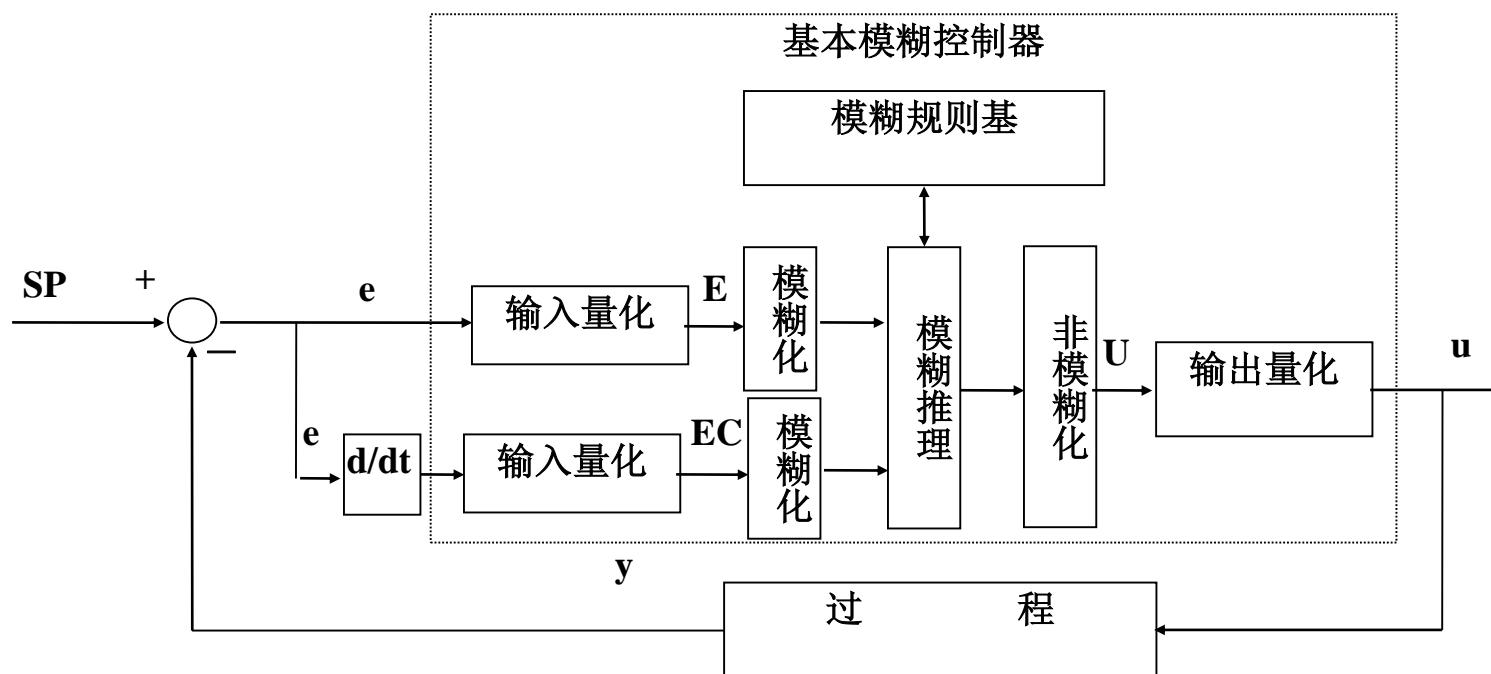 基本模糊控制器
模糊规则基
SP
+
e
输入量化
E
模糊化
模糊推理
非模糊化
U
输出量化
u
—
e
d/dt
输入量化
EC
模糊化
y
过 程